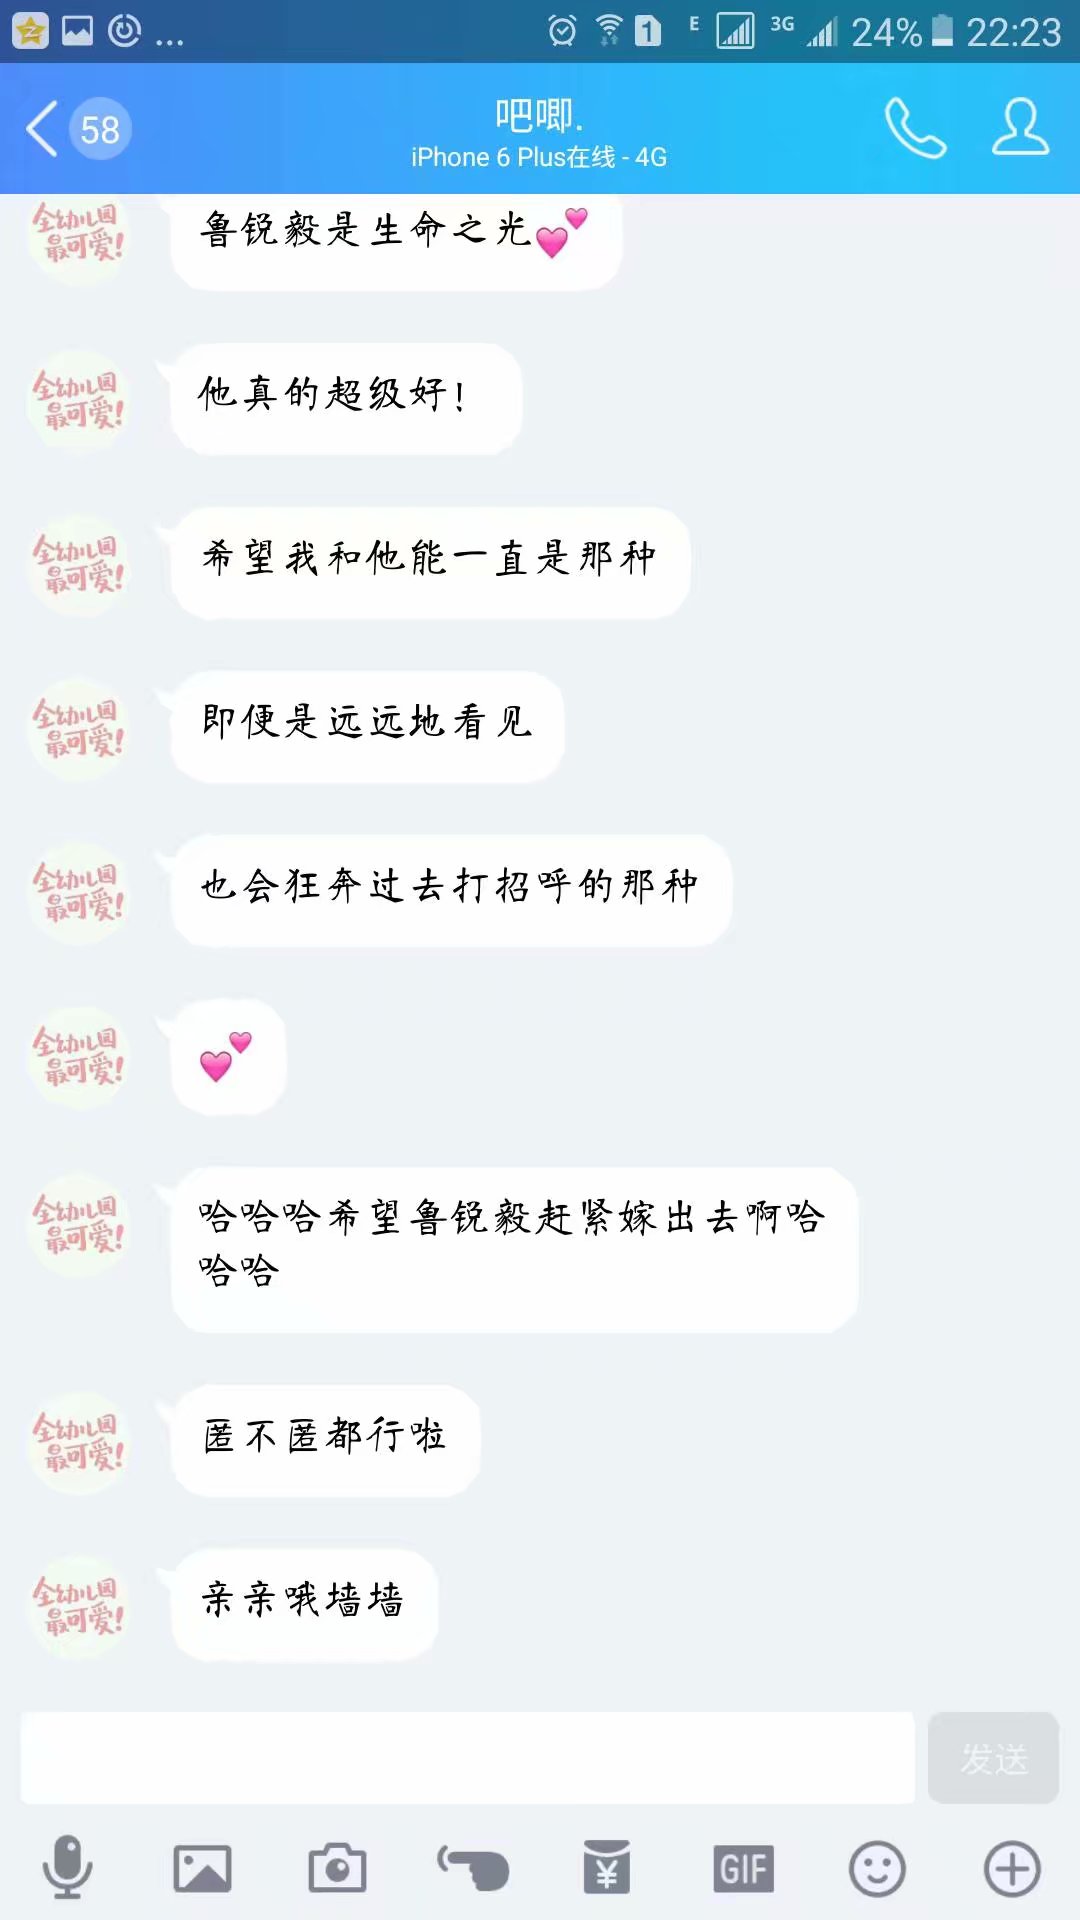 ... E 3G 24% 22:23
58
吧唧.
iPhone 6 Plus在线 - 4G
全幼儿园
最可爱!
鲁锐毅是生命之光💕
全幼儿园
最可爱!
他真的超级好!
全幼儿园
最可爱!
希望我和他能一直是那种
全幼儿园
最可爱!
即便是远远地看见
全幼儿园
最可爱!
也会狂奔过去打招呼的那种
全幼儿园
最可爱!
💕
全幼儿园
最可爱!
哈哈哈希望鲁锐毅赶紧嫁出去啊哈
哈哈
全幼儿园
最可爱!
匿不匿都行啦
全幼儿园
最可爱!
亲亲哦墙墙
发送
¥
GIF